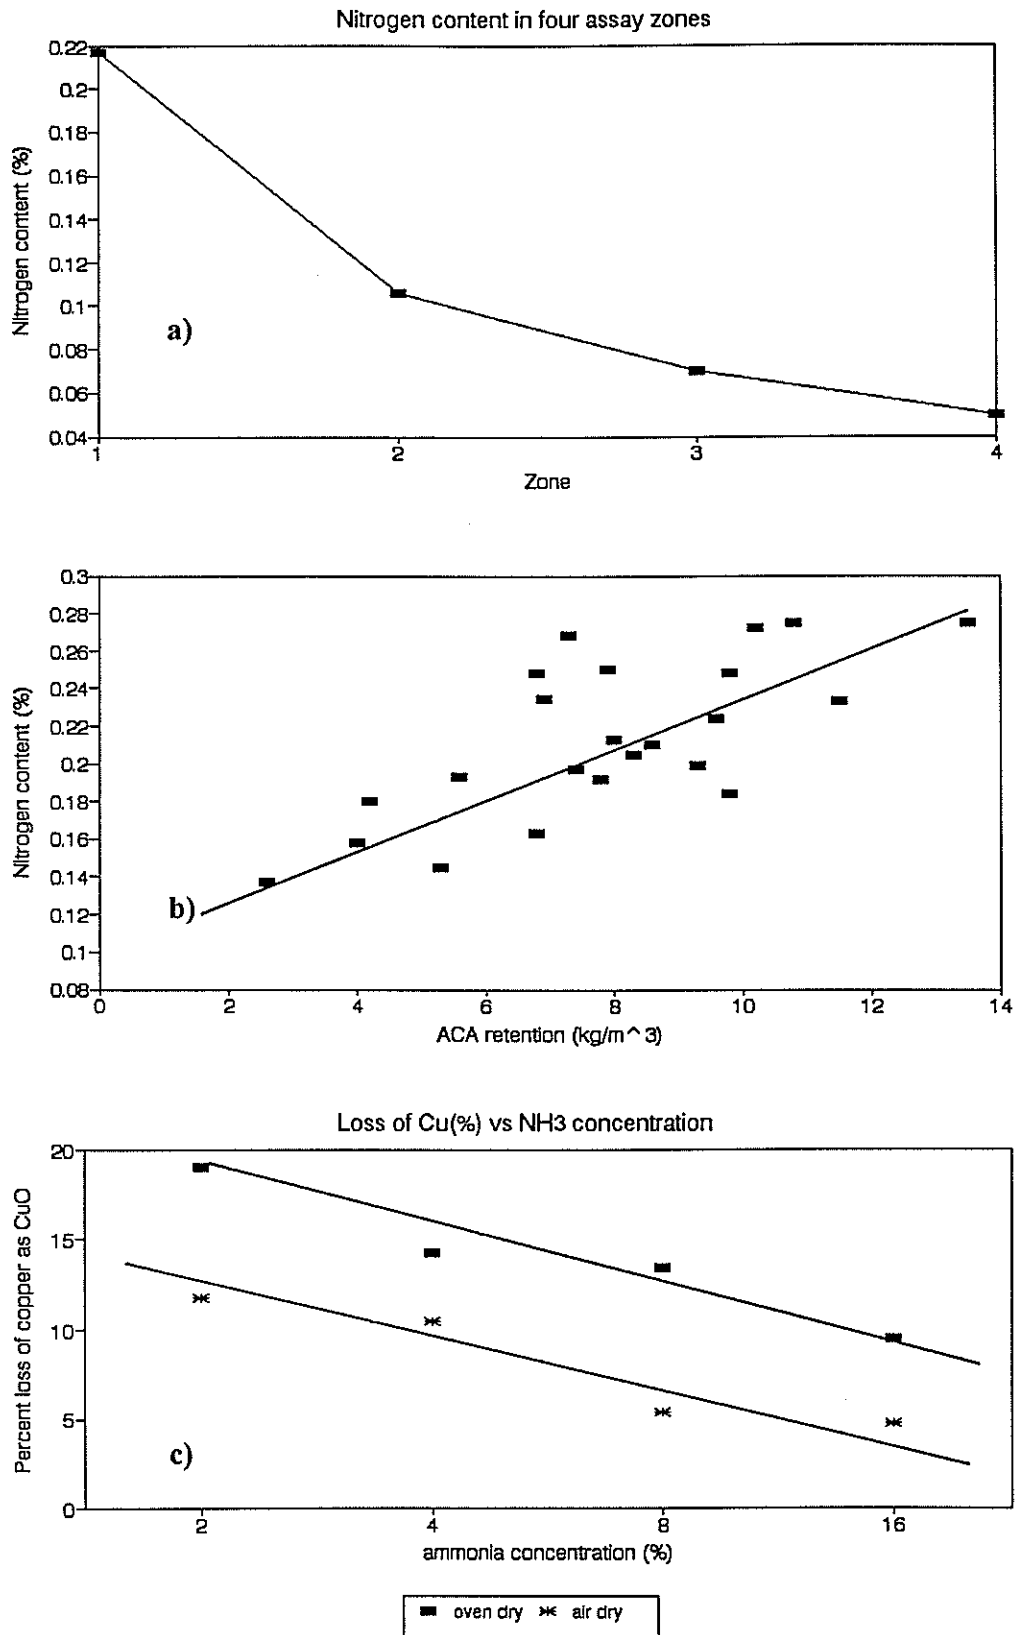 Nitrogen content in four assay zones
Nitrogen content (%)
0.22
0.2
0.18
0.16
0.14
0.12
0.1
0.08
0.06
0.04
a)
1 2 3 4
Zone
Nitrogen content (%)
0.3
0.28
0.26
0.24
0.22
0.2
0.18
0.16
0.14
0.12
0.1
0.08
b)
0 2 4 6 8 10 12 14
ACA retention (kg/m^3)
Loss of Cu(%) vs NH3 concentration
Percent loss of copper as CuO
20
15
10
5
0
c)
2 4 8 16
ammonia concentration (%)
oven dry air dry